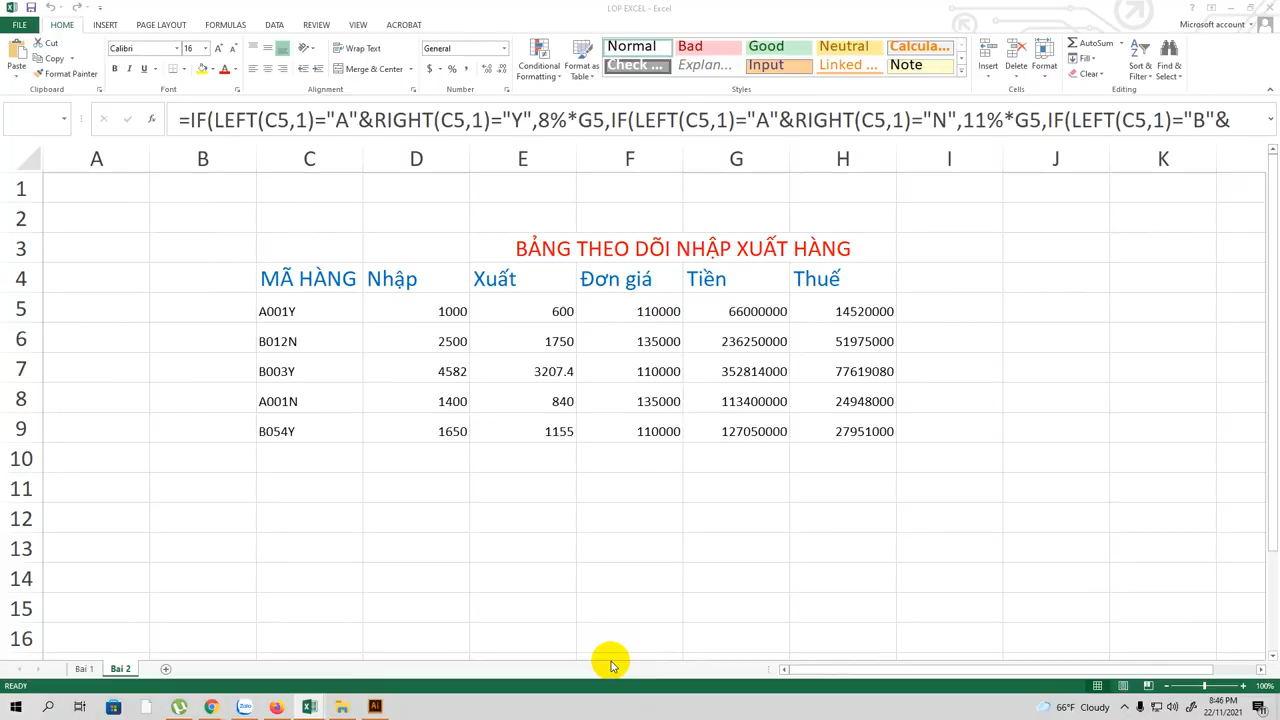 LOP EXCEL - Excel
FILE HOME INSERT PAGE LAYOUT FORMULAS DATA REVIEW VIEW ACROBAT Microsoft account
Paste Cut Copy Format Painter Clipboard
Calibri 16 B I U Font
Wrap Text Merge & Center Alignment
General $ % , Number
Conditional Formatting Format as Table
Normal Bad Good Neutral Calcula...
Check ... Explan... Input Linked ... Note
Styles
Insert Delete Format Cells
AutoSum Fill Clear Sort & Filter Find & Select Editing
fx =IF(LEFT(C5,1)="A"&RIGHT(C5,1)="Y",8%*G5,IF(LEFT(C5,1)="A"&RIGHT(C5,1)="N",11%*G5,IF(LEFT(C5,1)="B"&
A B C D E F G H I J K
1
2
3 BẢNG THEO DÕI NHẬP XUẤT HÀNG
4 MÃ HÀNG Nhập Xuất Đơn giá Tiền Thuế
5 A001Y 1000 600 110000 66000000 14520000
6 B012N 2500 1750 135000 236250000 51975000
7 B003Y 4582 3207.4 110000 352814000 77619080
8 A001N 1400 840 135000 113400000 24948000
9 B054Y 1650 1155 110000 127050000 27951000
10
11
12
13
14
15
16
Bai 1 Bai 2
READY 100%
Zalo Ai 66°F Cloudy 8:46 PM
22/11/2021